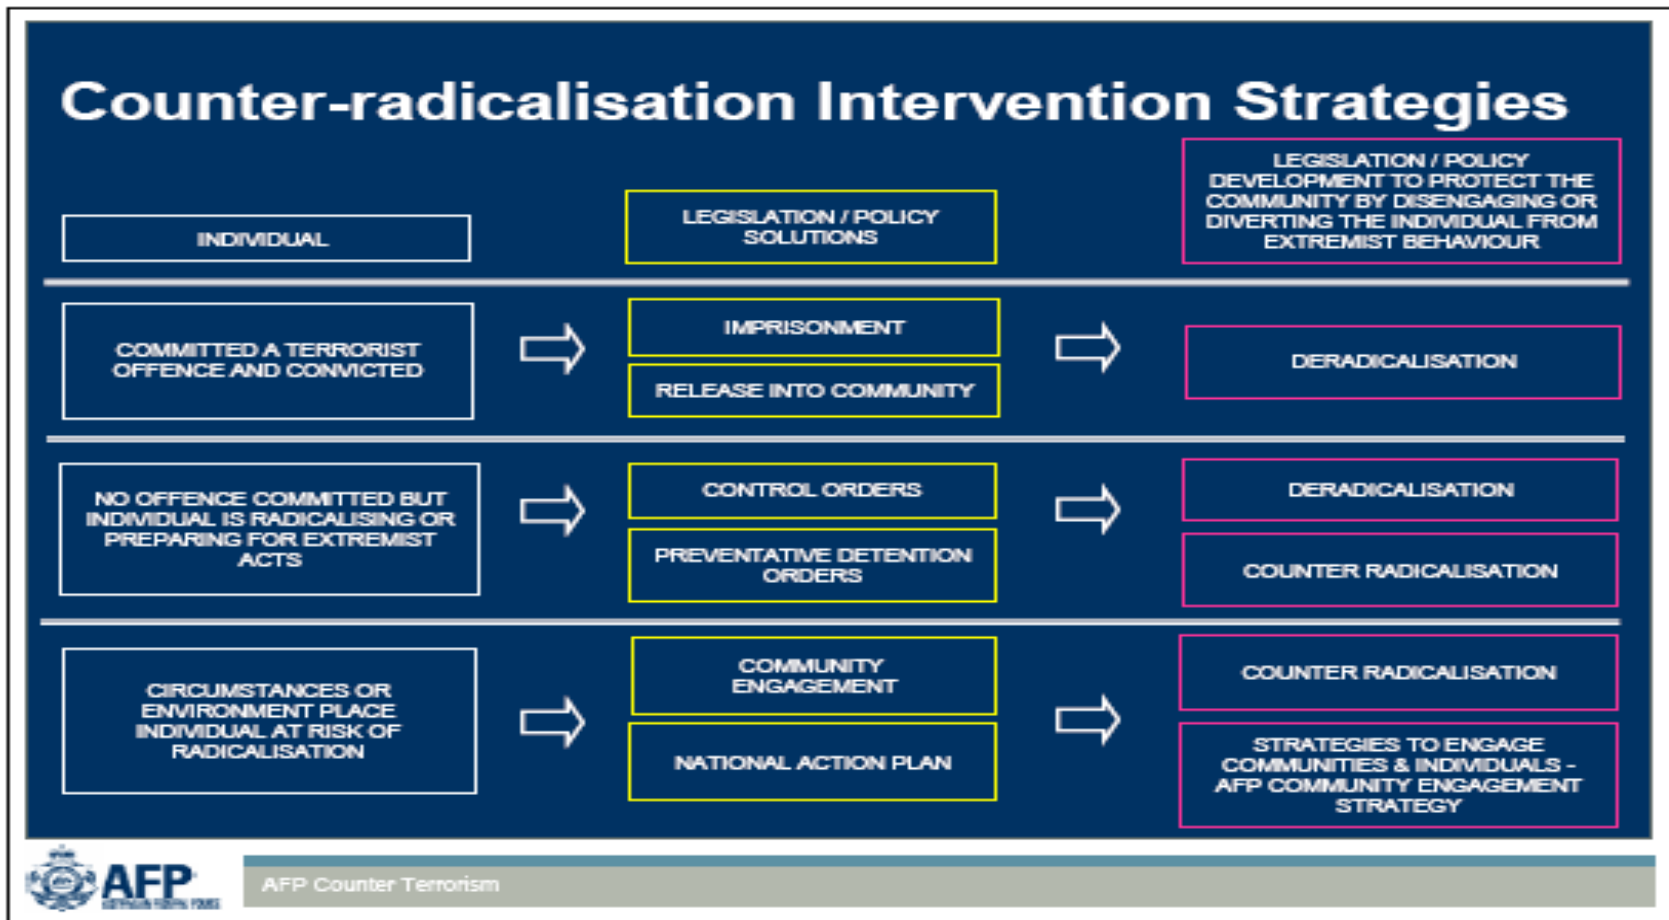 Counter-radicalisation Intervention Strategies
INDIVIDUAL
LEGISLATION / POLICY
SOLUTIONS
LEGISLATION / POLICY
DEVELOPMENT TO PROTECT THE
COMMUNITY BY DISENGAGING OR
DIVERTING THE INDIVIDUAL FROM
EXTREMIST BEHAVIOUR
COMMITTED A TERRORIST
OFFENCE AND CONVICTED
IMPRISONMENT
RELEASE INTO COMMUNITY
DERADICALISATION
NO OFFENCE COMMITTED BUT
INDIVIDUAL IS RADICALISING OR
PREPARING FOR EXTREMIST
ACTS
CONTROL ORDERS
PREVENTATIVE DETENTION
ORDERS
DERADICALISATION
COUNTER RADICALISATION
CIRCUMSTANCES OR
ENVIRONMENT PLACE
INDIVIDUAL AT RISK OF
RADICALISATION
COMMUNITY
ENGAGEMENT
NATIONAL ACTION PLAN
COUNTER RADICALISATION
STRATEGIES TO ENGAGE
COMMUNITIES & INDIVIDUALS -
AFP COMMUNITY ENGAGEMENT
STRATEGY
AFP
AFP Counter Terrorism